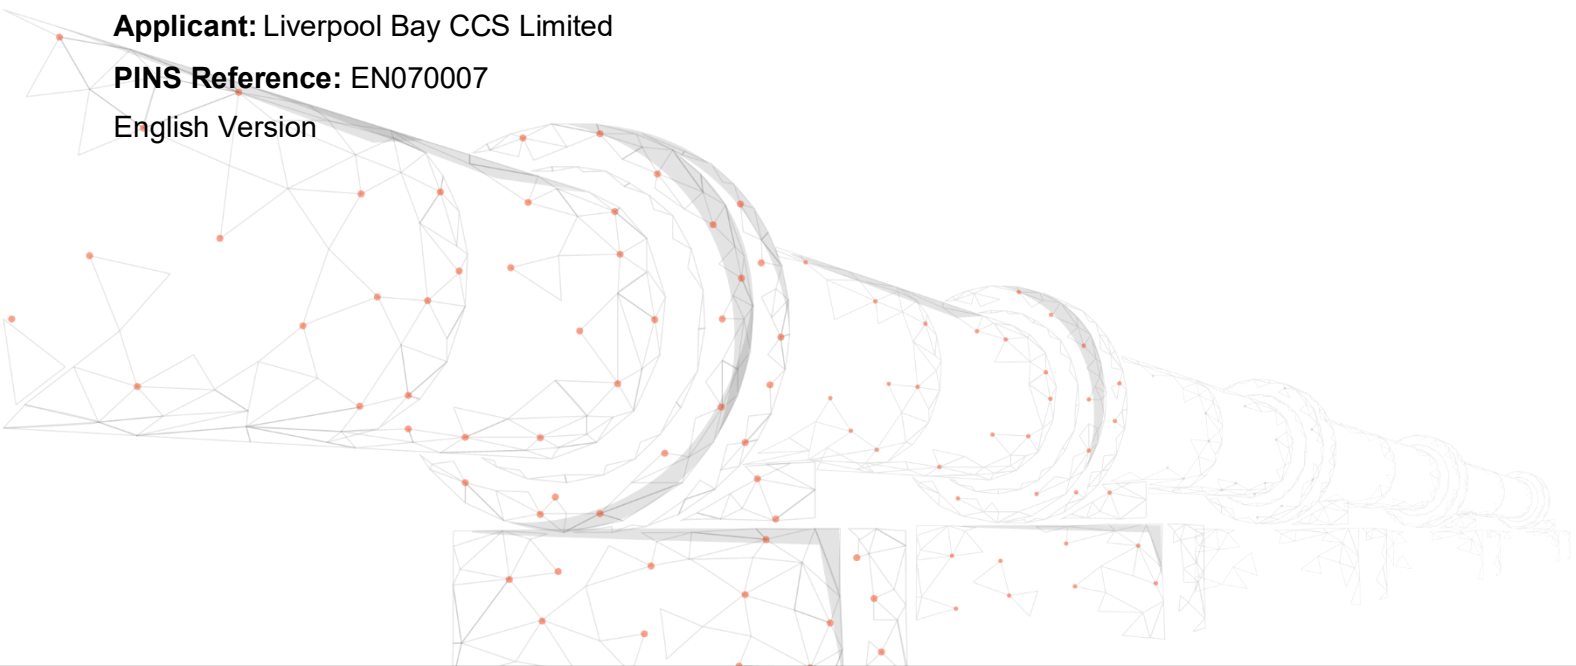 Applicant: Liverpool Bay CCS Limited
PINS Reference: EN070007
English Version